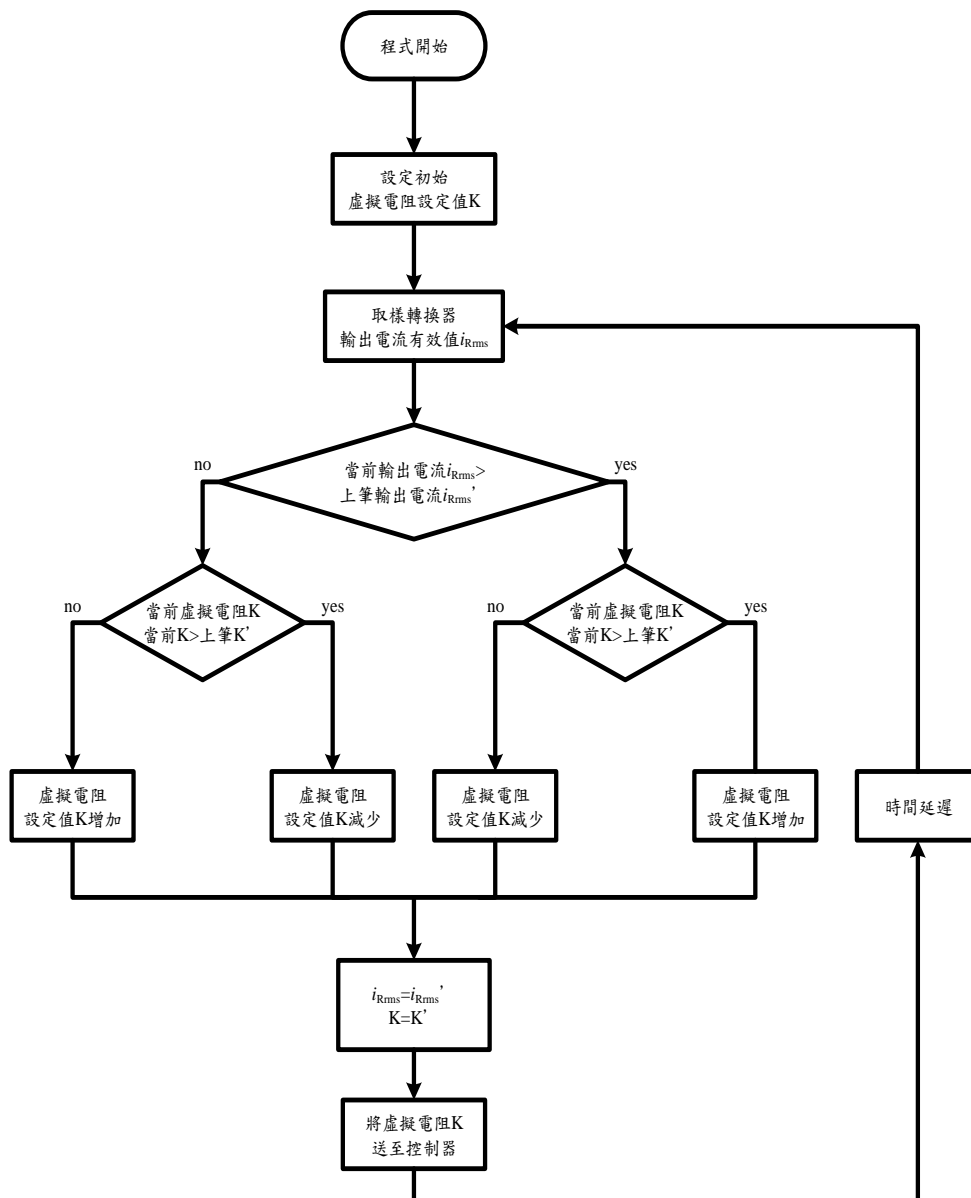 程式開始
設定初始
虛擬電阻設定值K
取樣轉換器
輸出電流有效值iRrms
no
當前輸出電流iRrms>
上筆輸出電流iRrms’
yes
no
當前虛擬電阻K
當前K>上筆K’
yes
no
當前虛擬電阻K
當前K>上筆K’
yes
虛擬電阻
設定值K增加
虛擬電阻
設定值K減少
虛擬電阻
設定值K減少
虛擬電阻
設定值K增加
時間延遲
iRrms=iRrms’
K=K’
將虛擬電阻K
送至控制器